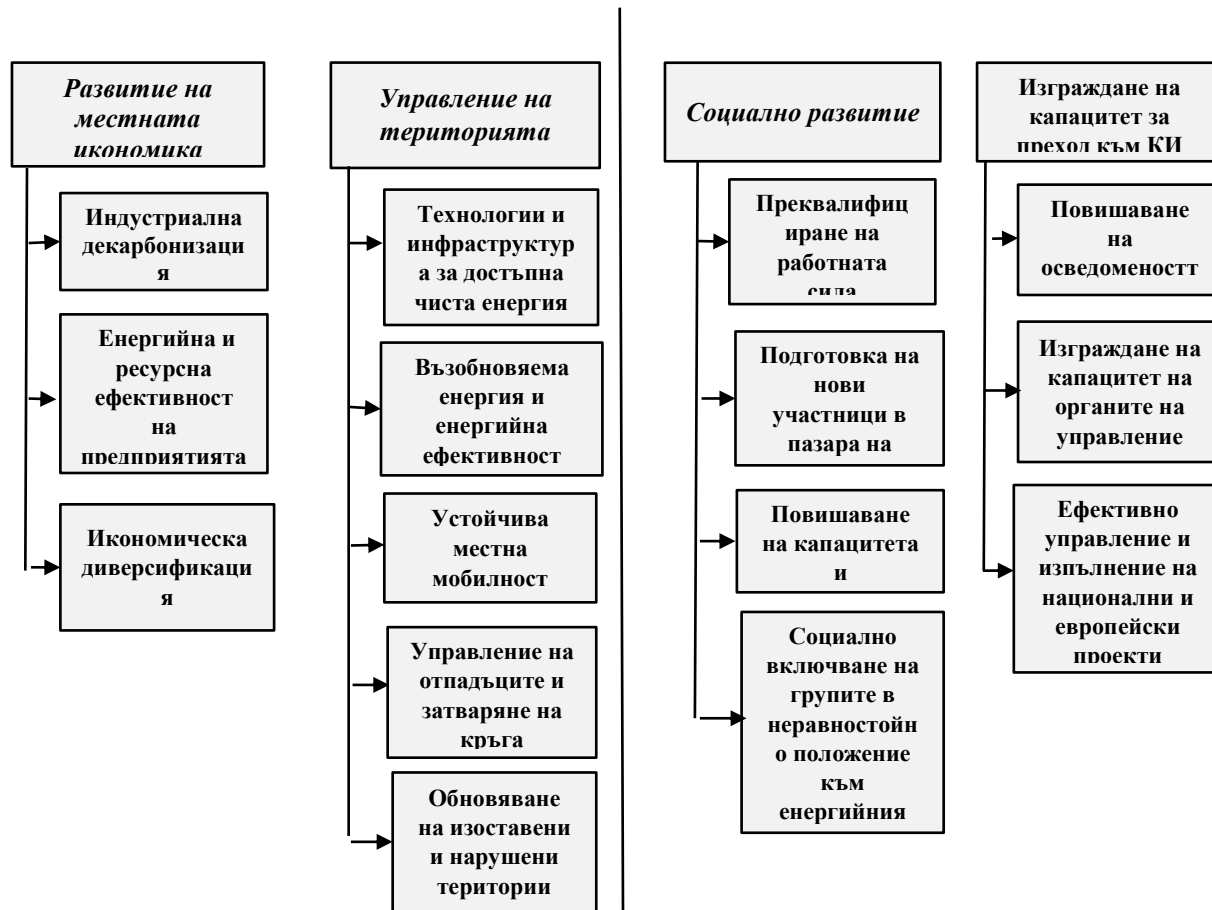 Развитие на
местната
икономика
Индустриална
декарбонизаци
я
Енергийна и
ресурсна
ефективност
на
предприятията
Икономическа
диверсификаци
я
Управление на
територията
Технологии и
инфраструктур
а за достъпна
чиста енергия
Възобновяема
енергия и
енергийна
ефективност
Устойчива
местна
мобилност
Управление на
отпадъците и
затваряне на
кръга
Обновяване
на изоставени
и нарушени
територии
Социално развитие
Преквалифиц
иране на
работната
сила
Подготовка на
нови
участници в
пазара на
Повишаване
на капацитета
и
Социално
включване на
групите в
неравностойн
о положение
към
енергийния
Изграждане на
капацитет за
преход към КИ
Повишаване
на
осведоменост
Изграждане на
капацитет на
органите на
управление
Ефективно
управление и
изпълнение на
национални и
европейски
проекти